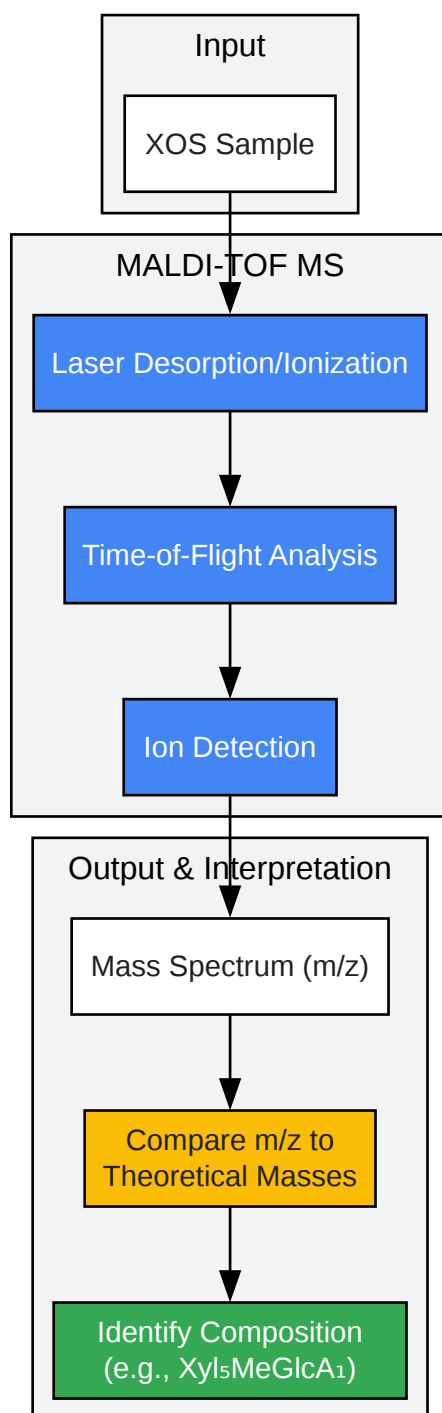 Input
XOS Sample
MALDI-TOF MS
Laser Desorption/Ionization
Time-of-Flight Analysis
Ion Detection
Output & Interpretation
Mass Spectrum (m/z)
Compare m/z to
Theoretical Masses
Identify Composition
(e.g., Xyl₅MeGlcA₁)